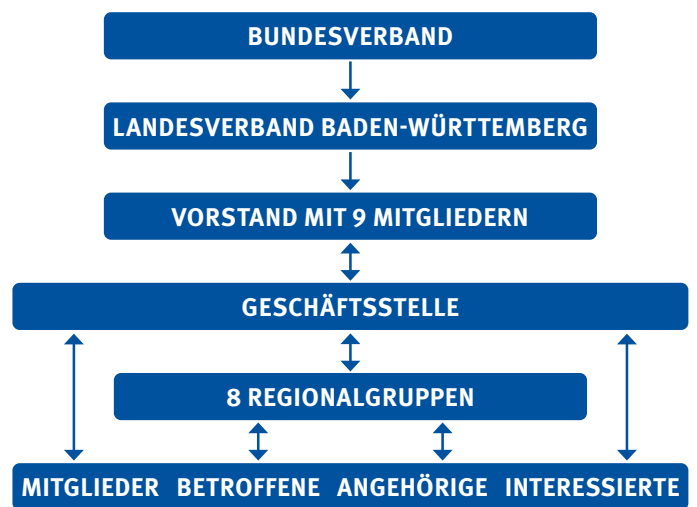 BUNDESVERBAND
LANDESVERBAND BADEN-WÜRTTEMBERG
VORSTAND MIT 9 MITGLIEDERN
GESCHÄFTSSTELLE
8 REGIONALGRUPPEN
MITGLIEDER BETROFFENE ANGEHÖRIGE INTERESSIERTE